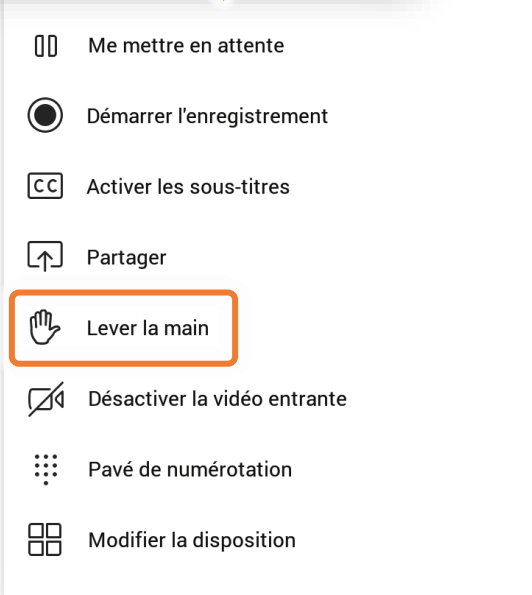 Me mettre en attente
Démarrer l'enregistrement
CC Activer les sous-titres
Partager
Lever la main
Désactiver la vidéo entrante
Pavé de numérotation
Modifier la disposition